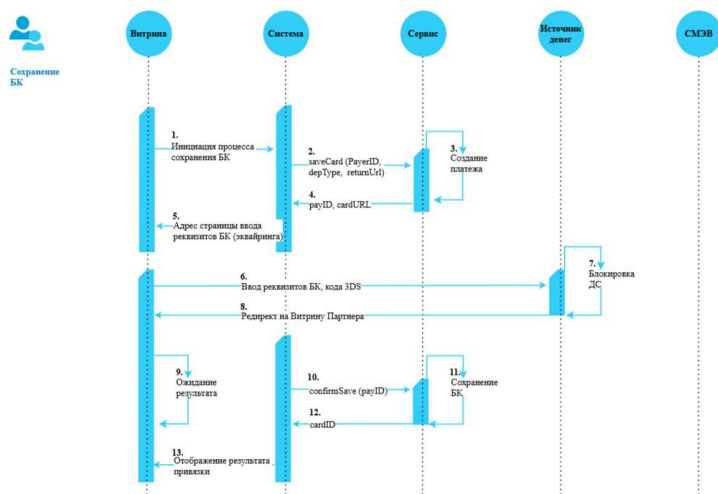 Витрина
Система
Сервис
Источник
денег
СМЭВ
Сохранение
БК
1.
Инициация процесса
сохранения БК
2.
saveCard (PayerID,
depType, returnUrl)
3.
Создание
платежа
4.
payID, cardURL
5.
Адрес страницы ввода
реквизитов БК (эквайринга)
6.
Ввод реквизитов БК, кода 3DS
7.
Блокировка
ДС
8.
Редирект на Витрину Партнера
9.
Ожидание
результата
10.
confirmSave (payID)
11.
Сохранение
БК
12.
cardID
13.
Отображение результата
привязки